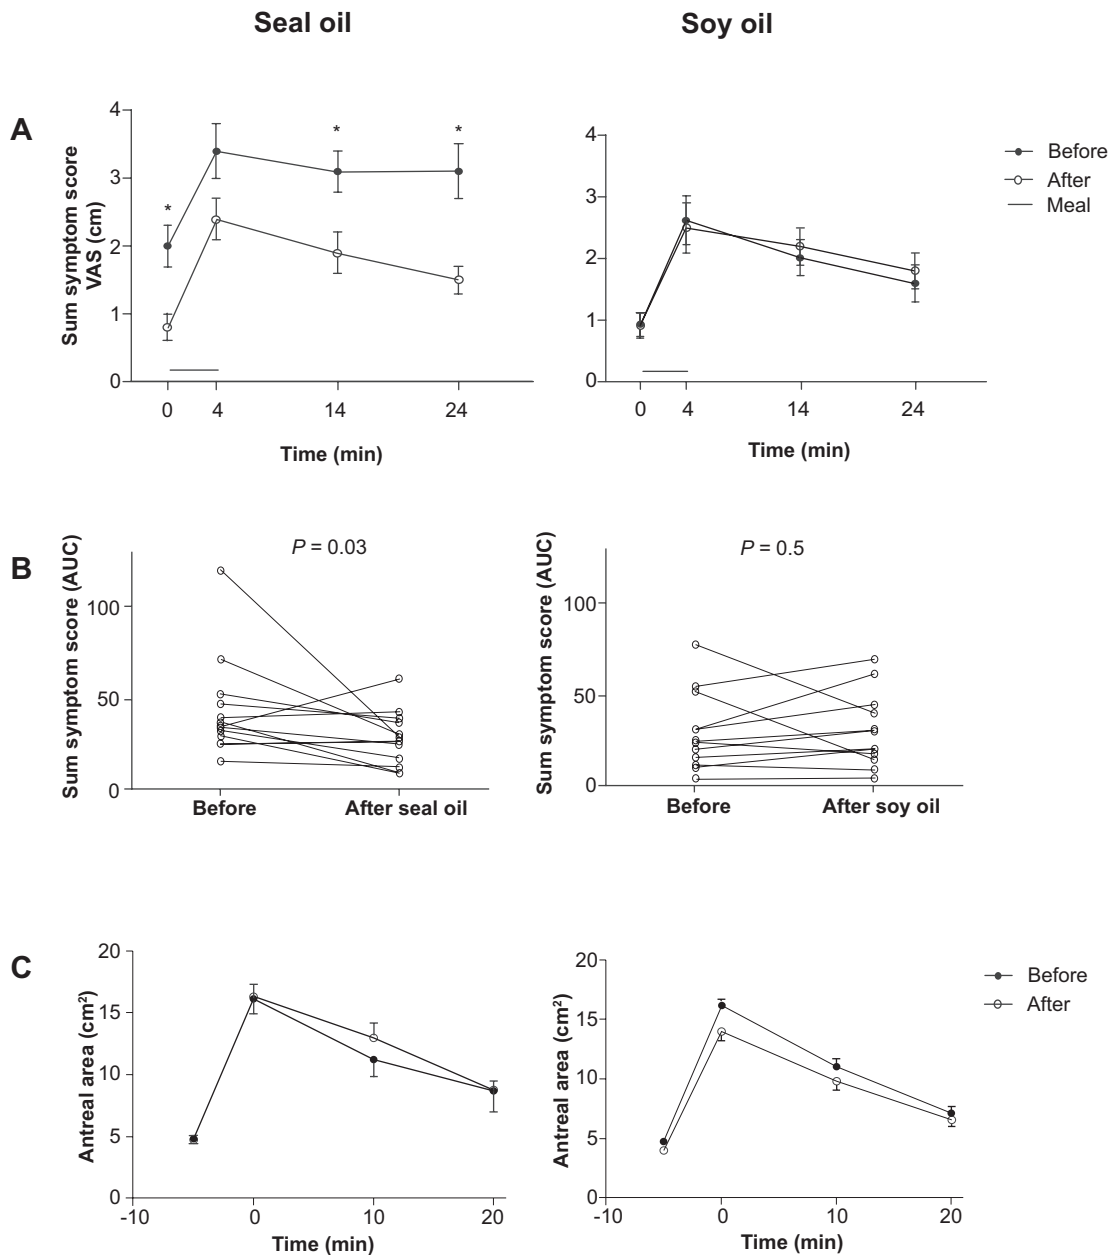 Seal oil
Soy oil
A
Sum symptom score
VAS (cm)
4
3
2
1
0
*
*
*
0
4
14
24
Time (min)
4
3
2
1
0
0
4
14
24
Time (min)
Before
After
Meal
B
Sum symptom score (AUC)
100
50
0
P = 0.03
Before
After seal oil
Sum symptom score (AUC)
100
50
0
P = 0.5
Before
After soy oil
C
Antreal area (cm²)
20
15
10
5
0
-10
0
10
20
Time (min)
Antreal area (cm²)
20
15
10
5
0
-10
0
10
20
Time (min)
Before
After